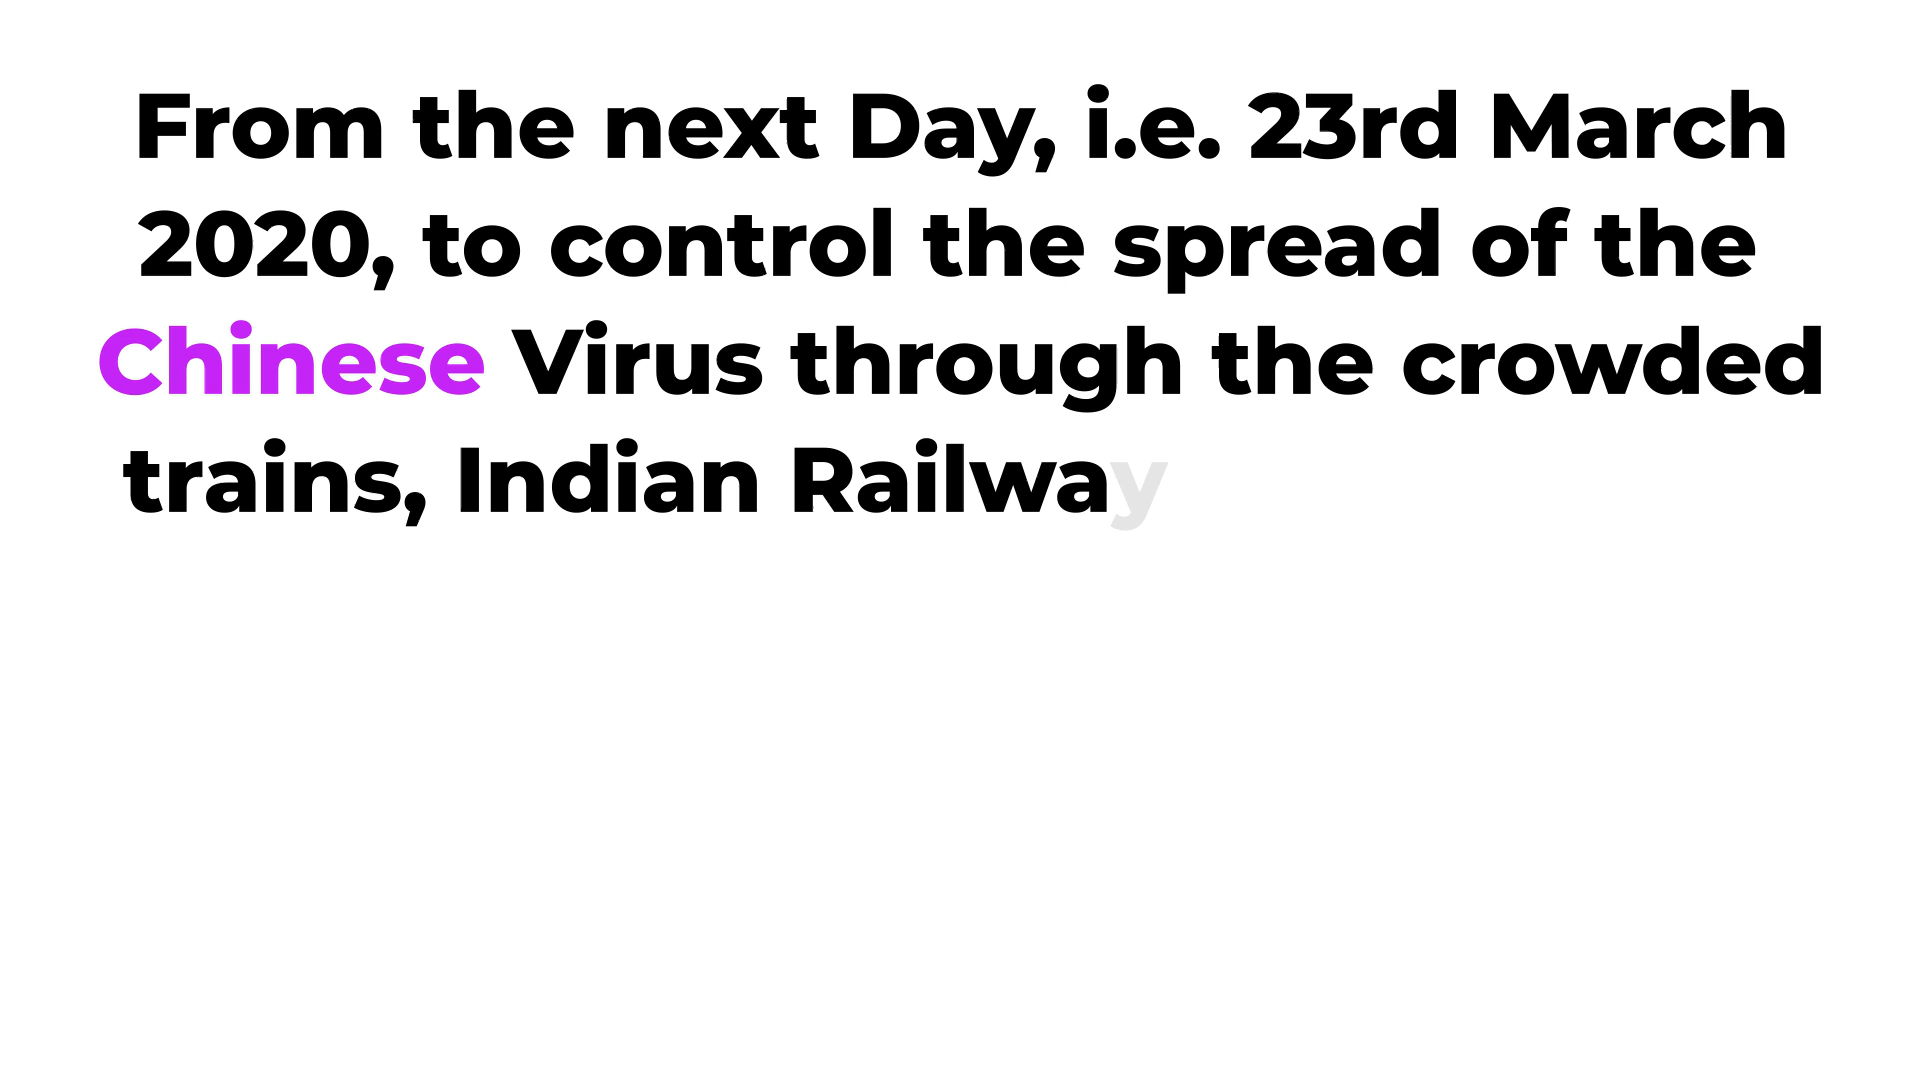 From the next Day, i.e. 23rd March
2020, to control the spread of the
Chinese Virus through the crowded
trains, Indian Railway